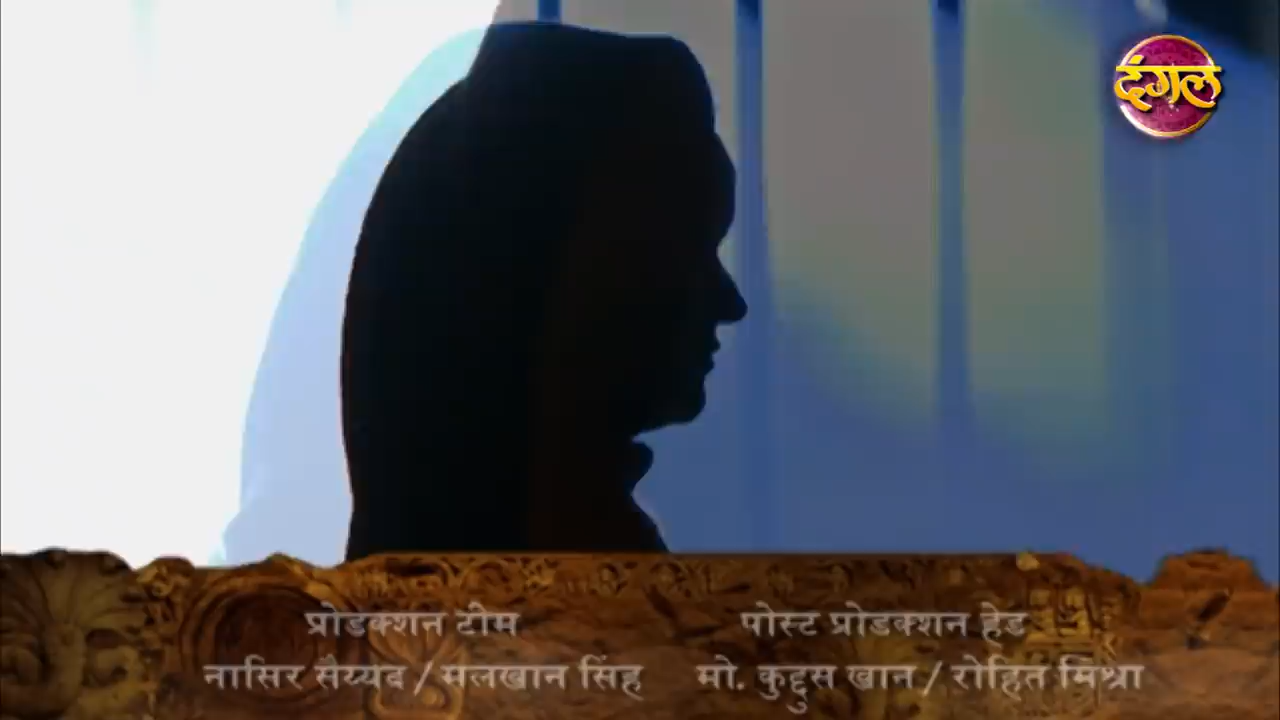 दंगल
प्रोडक्शन टीम
पोस्ट प्रोडक्शन हेड
नासिर सैय्यद / मलखान सिंह
मो. कुद्दुस खान / रोहित मिश्रा